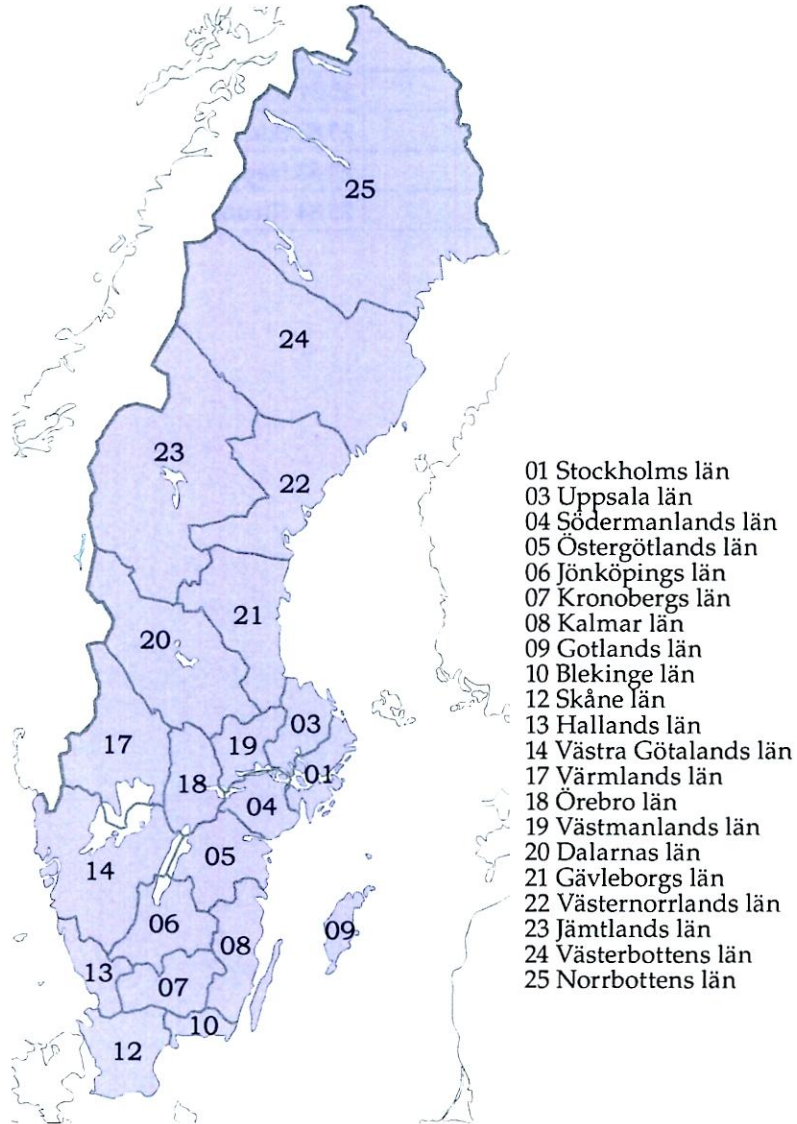 25
24
23
22
21
20
03
17
19
01
18
04
05
14
06
09
08
13
07
10
12
01 Stockholms län
03 Uppsala län
04 Södermanlands län
05 Östergötlands län
06 Jönköpings län
07 Kronobergs län
08 Kalmar län
09 Gotlands län
10 Blekinge län
12 Skåne län
13 Hallands län
14 Västra Götalands län
17 Värmlands län
18 Örebro län
19 Västmanlands län
20 Dalarnas län
21 Gävleborgs län
22 Västernorrlands län
23 Jämtlands län
24 Västerbottens län
25 Norrbottens län